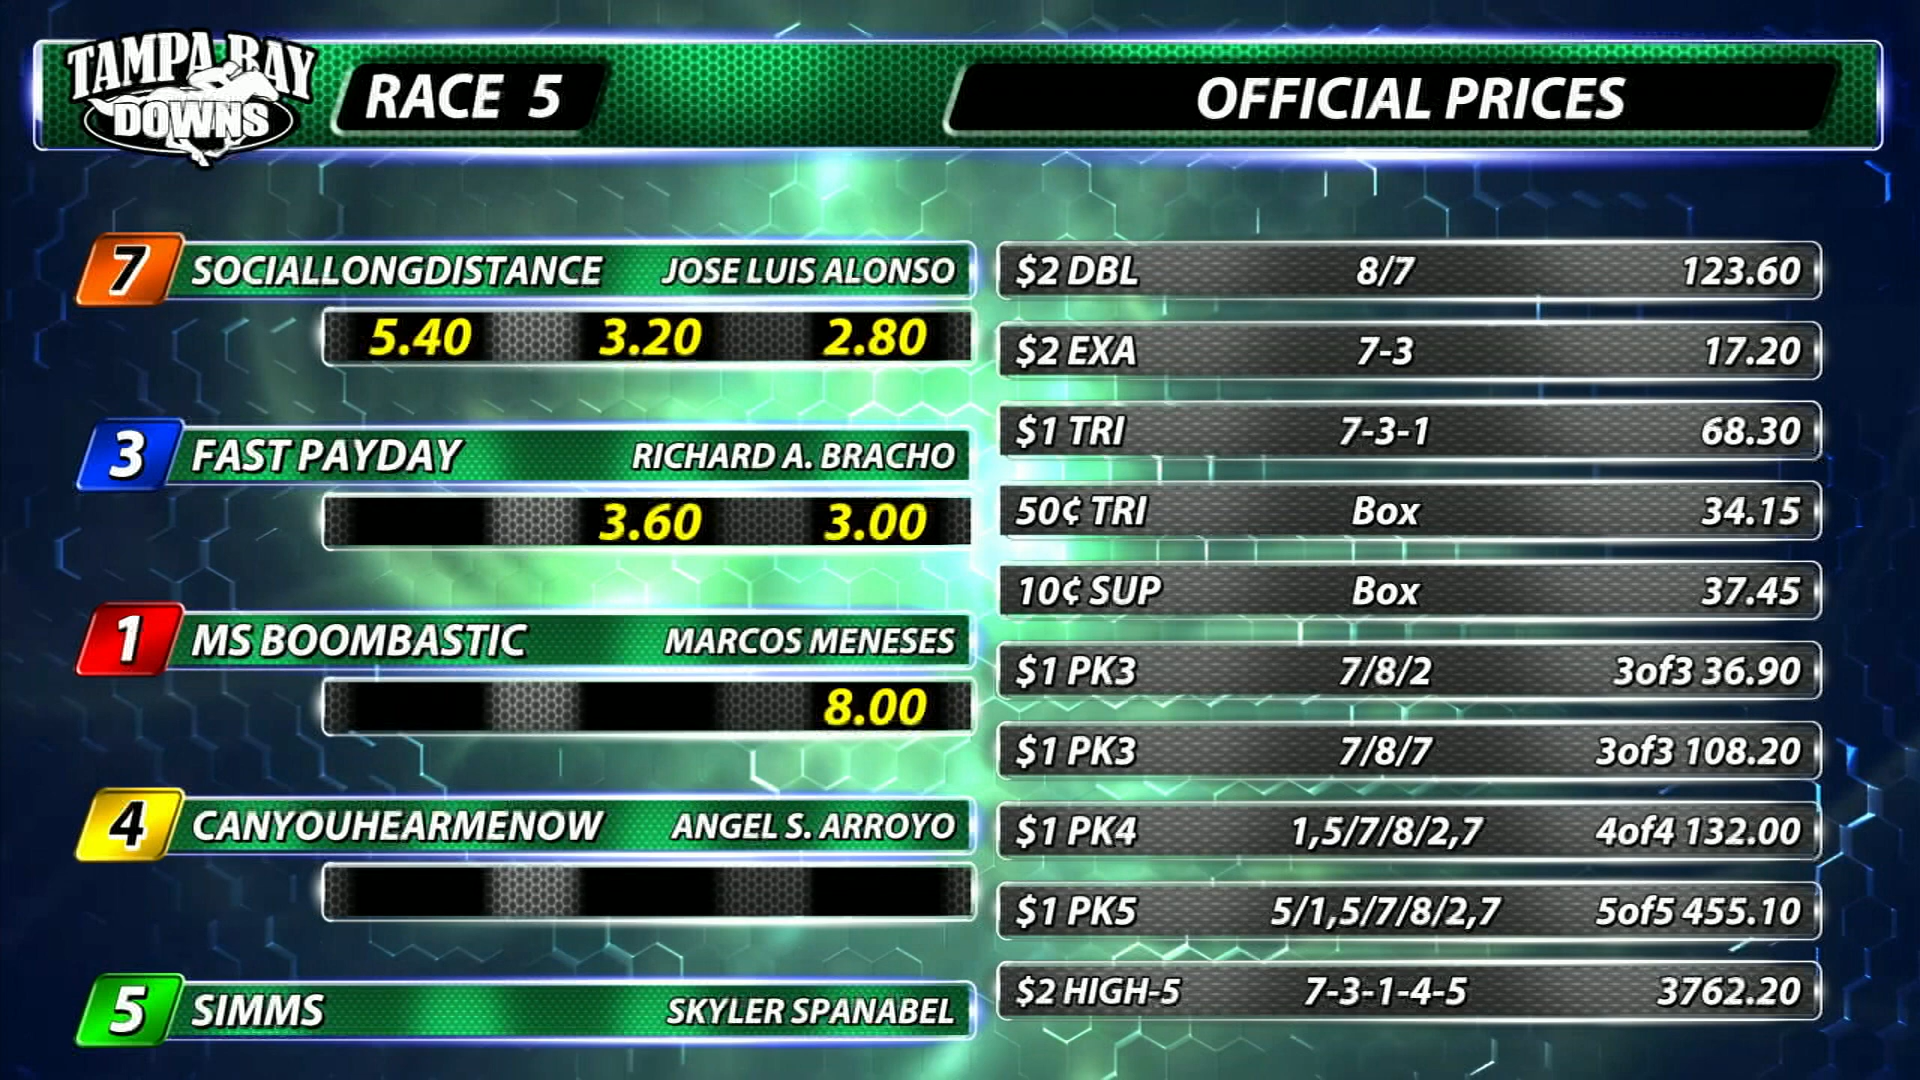 TAMPA BAY
DOWNS
RACE 5
OFFICIAL PRICES
7 SOCIALLONGDISTANCE JOSE LUIS ALONSO
5.40 3.20 2.80
3 FAST PAYDAY RICHARD A. BRACHO
3.60 3.00
1 MS BOOMBASTIC MARCOS MENESES
8.00
4 CANYOUHEARMENOW ANGEL S. ARROYO
5 SIMMS SKYLER SPANABEL
$2 DBL 8/7 123.60
$2 EXA 7-3 17.20
$1 TRI 7-3-1 68.30
50¢ TRI Box 34.15
10¢ SUP Box 37.45
$1 PK3 7/8/2 3of3 36.90
$1 PK3 7/8/7 3of3 108.20
$1 PK4 1,5/7/8/2,7 4of4 132.00
$1 PK5 5/1,5/7/8/2,7 5of5 455.10
$2 HIGH-5 7-3-1-4-5 3762.20